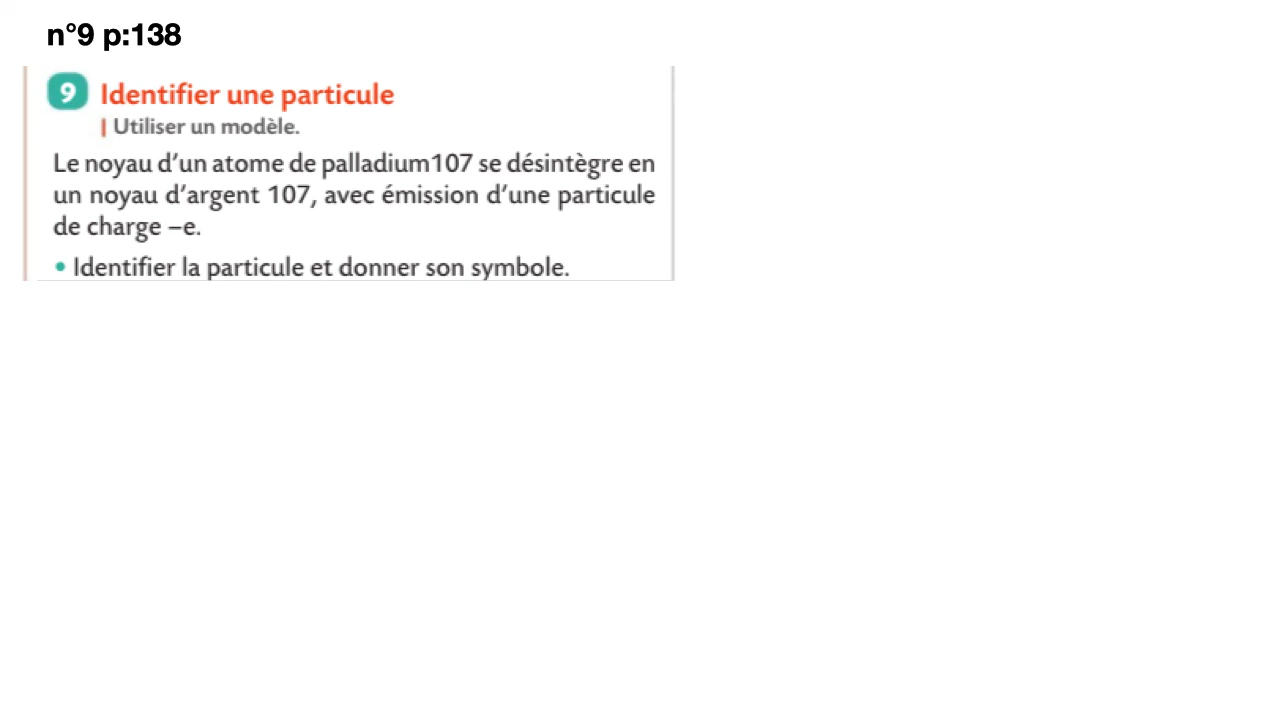 n°9 p:138
9 Identifier une particule
| Utiliser un modèle.
Le noyau d'un atome de palladium107 se désintègre en
un noyau d'argent 107, avec émission d'une particule
de charge –e.
• Identifier la particule et donner son symbole.